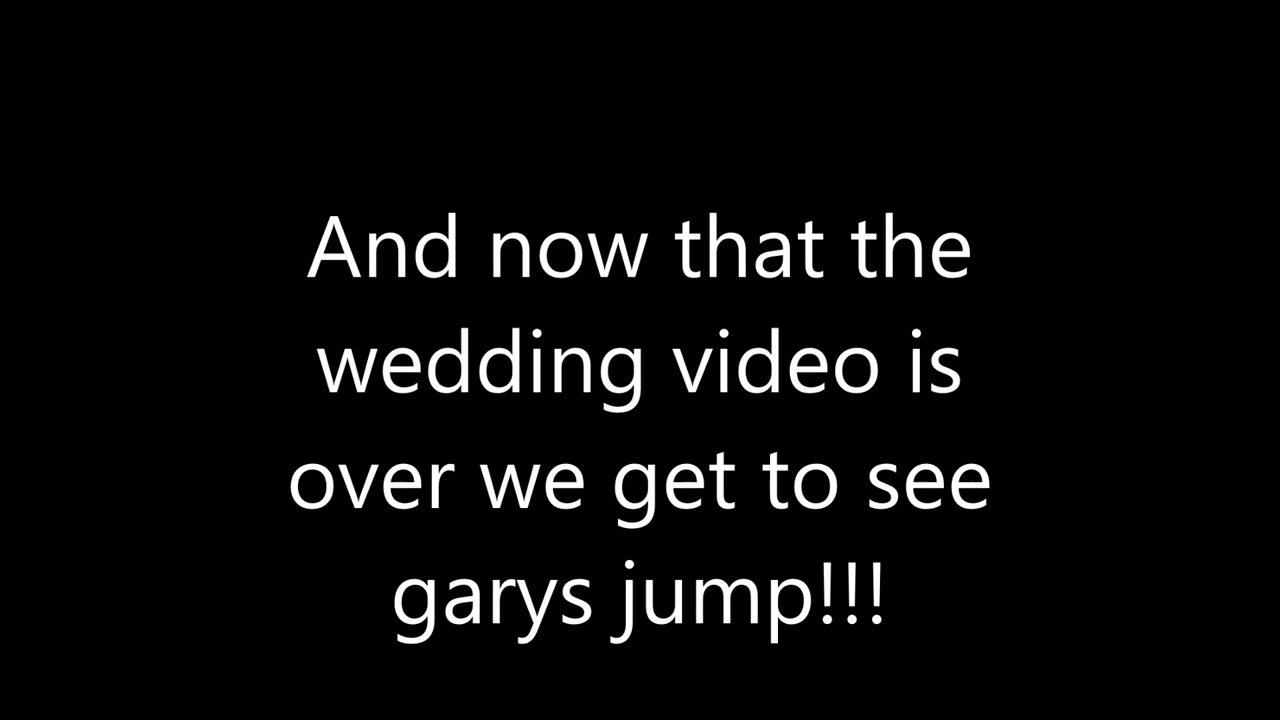 And now that the
wedding video is
over we get to see
garys jump!!!